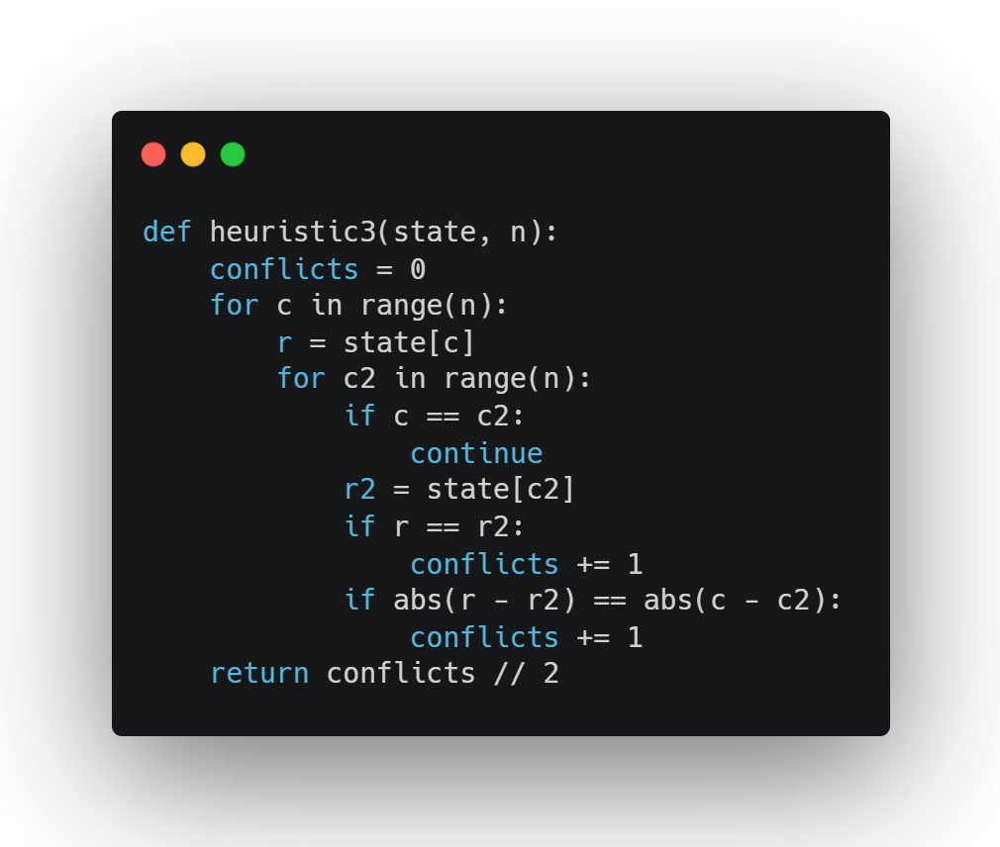 def heuristic3(state, n):
    conflicts = 0
    for c in range(n):
        r = state[c]
        for c2 in range(n):
            if c == c2:
                continue
            r2 = state[c2]
            if r == r2:
                conflicts += 1
            if abs(r - r2) == abs(c - c2):
                conflicts += 1
    return conflicts // 2